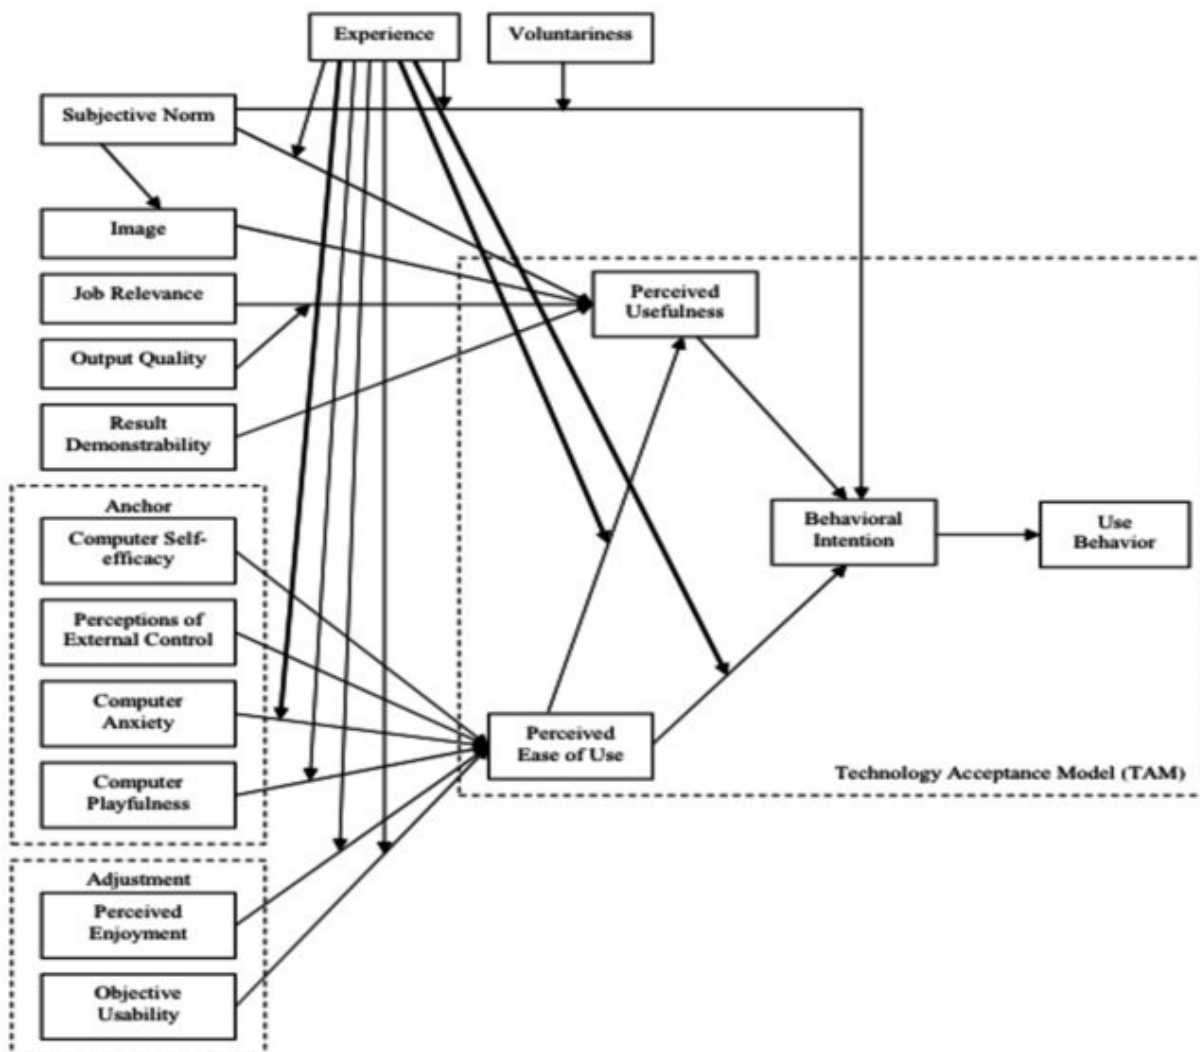 Experience
Voluntariness
Subjective Norm
Image
Job Relevance
Output Quality
Result
Demonstrability
Perceived
Usefulness
Anchor
Computer Self-
efficacy
Perceptions of
External Control
Computer
Anxiety
Computer
Playfulness
Behavioral
Intention
Use
Behavior
Perceived
Ease of Use
Technology Acceptance Model (TAM)
Adjustment
Perceived
Enjoyment
Objective
Usability